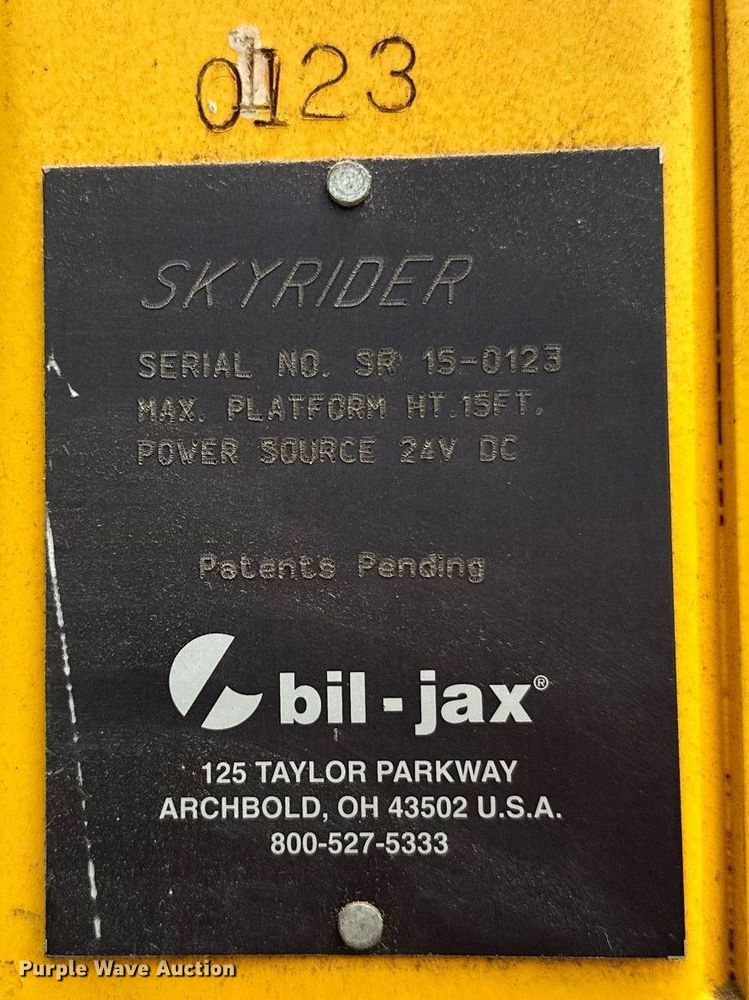 0123
SKYRIDER
SERIAL NO. SR 15-0123
MAX. PLATFORM HT.15FT.
POWER SOURCE 24V DC
Patents Pending
bil-jax®
125 TAYLOR PARKWAY
ARCHBOLD, OH 43502 U.S.A.
800-527-5333
Purple Wave Auction